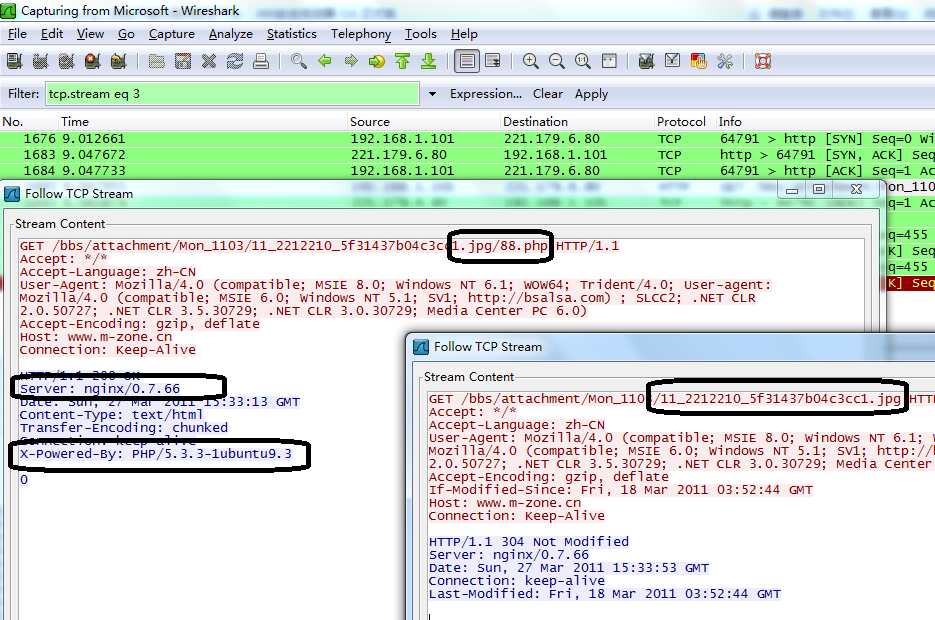 Capturing from Microsoft - Wireshark
File Edit View Go Capture Analyze Statistics Telephony Tools Help
Filter: tcp.stream eq 3 Expression... Clear Apply
No. Time Source Destination Protocol Info
1676 9.012661 192.168.1.101 221.179.6.80 TCP 64791 > http [SYN] Seq=0 Wi
1683 9.047672 221.179.6.80 192.168.1.101 TCP http > 64791 [SYN, ACK] Seq
1684 9.047733 192.168.1.101 221.179.6.80 TCP 64791 > http [ACK] Seq=1 Ac
Follow TCP Stream
Mon_110
=1 Ac
q=455
K] Seq
q=455
K] Seq
Stream Content
GET /bbs/attachment/Mon_1103/11_2212210_5f31437b04c3cc1.jpg/88.php HTTP/1.1
Accept: */*
Accept-Language: zh-CN
User-Agent: Mozilla/4.0 (compatible; MSIE 8.0; Windows NT 6.1; WOW64; Trident/4.0; User-agent:
Mozilla/4.0 (compatible; MSIE 6.0; Windows NT 5.1; SV1; http://bsalsa.com) ; SLCC2; .NET CLR
2.0.50727; .NET CLR 3.5.30729; .NET CLR 3.0.30729; Media Center PC 6.0)
Accept-Encoding: gzip, deflate
Host: www.m-zone.cn
Connection: Keep-Alive
HTTP/1.1 200 OK
Server: nginx/0.7.66
Date: Sun, 27 Mar 2011 15:33:13 GMT
Content-Type: text/html
Transfer-Encoding: chunked
Connection: keep-alive
X-Powered-By: PHP/5.3.3-1ubuntu9.3
0
Follow TCP Stream
Stream Content
GET /bbs/attachment/Mon_1103/11_2212210_5f31437b04c3cc1.jpg HTT
Accept: */*
Accept-Language: zh-CN
User-Agent: Mozilla/4.0 (compatible; MSIE 8.0; Windows NT 6.1;
Mozilla/4.0 (compatible; MSIE 6.0; Windows NT 5.1; SV1; http://
2.0.50727; .NET CLR 3.5.30729; .NET CLR 3.0.30729; Media Center
Accept-Encoding: gzip, deflate
If-Modified-Since: Fri, 18 Mar 2011 03:52:44 GMT
Host: www.m-zone.cn
Connection: Keep-Alive
HTTP/1.1 304 Not Modified
Server: nginx/0.7.66
Date: Sun, 27 Mar 2011 15:33:53 GMT
Connection: keep-alive
Last-Modified: Fri, 18 Mar 2011 03:52:44 GMT